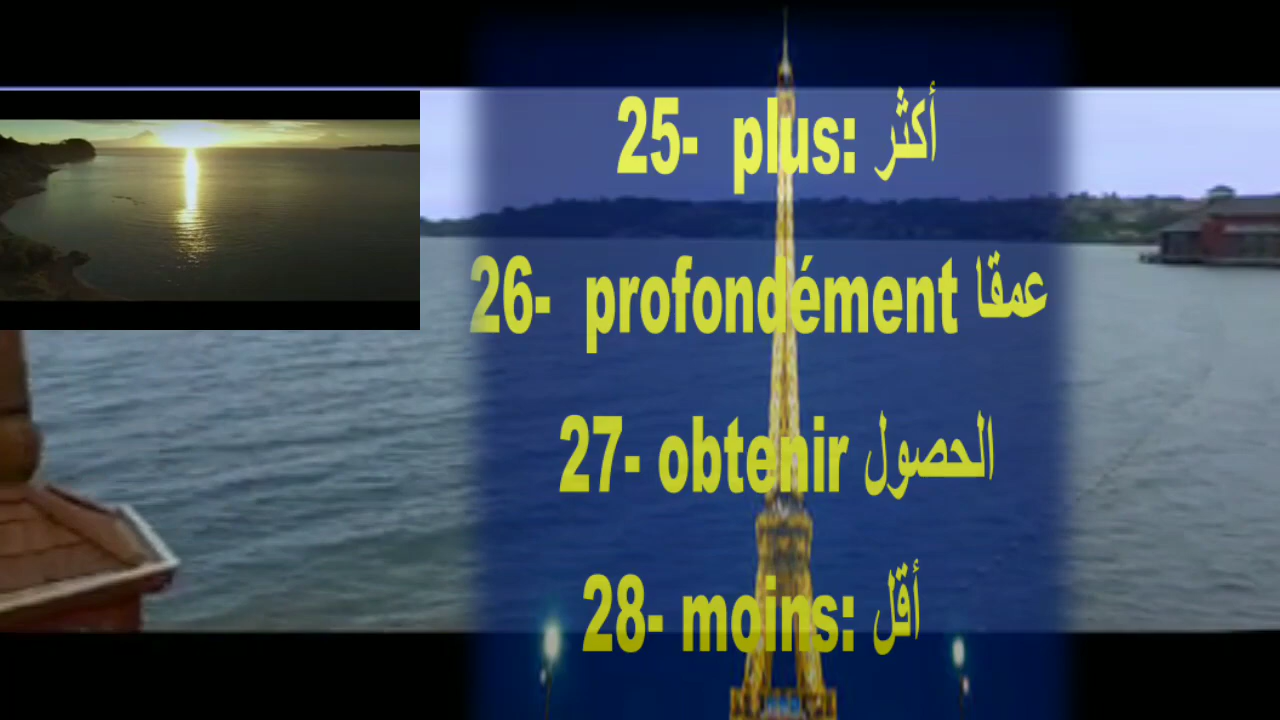 25- plus: أكثر
26- profondément عمقا
27- obtenir الحصول
28- moins: أقل